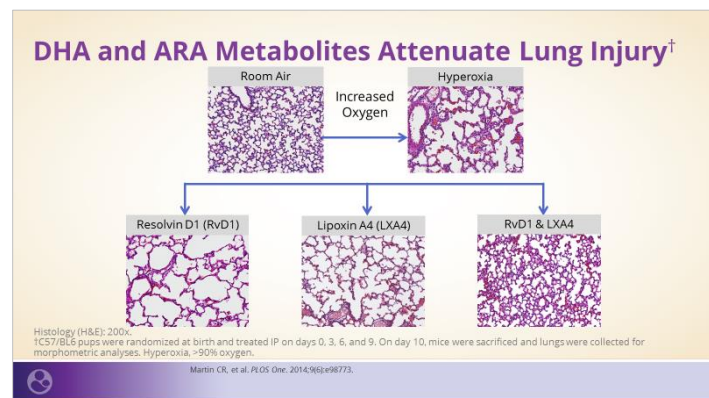 DHA and ARA Metabolites Attenuate Lung Injury†
Room Air
Increased
Oxygen
Hyperoxia
Resolvin D1 (RvD1)
Lipoxin A4 (LXA4)
RvD1 & LXA4
Histology (H&E): 200x.
†C57/BL6 pups were randomized at birth and treated IP on days 0, 3, 6, and 9. On day 10, mice were sacrificed and lungs were collected for
morphometric analyses. Hyperoxia, >90% oxygen.
Martin CR, et al. PLOS One. 2014;9(6):e98773.